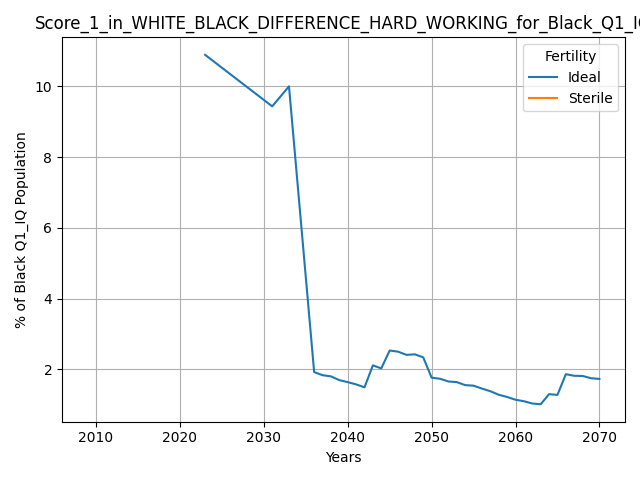 Score_1_in_WHITE_BLACK_DIFFERENCE_HARD_WORKING_for_Black_Q1_IQ
Fertility
Ideal
Sterile
% of Black Q1_IQ Population
10
8
6
4
2
2010 2020 2030 2040 2050 2060 2070
Years